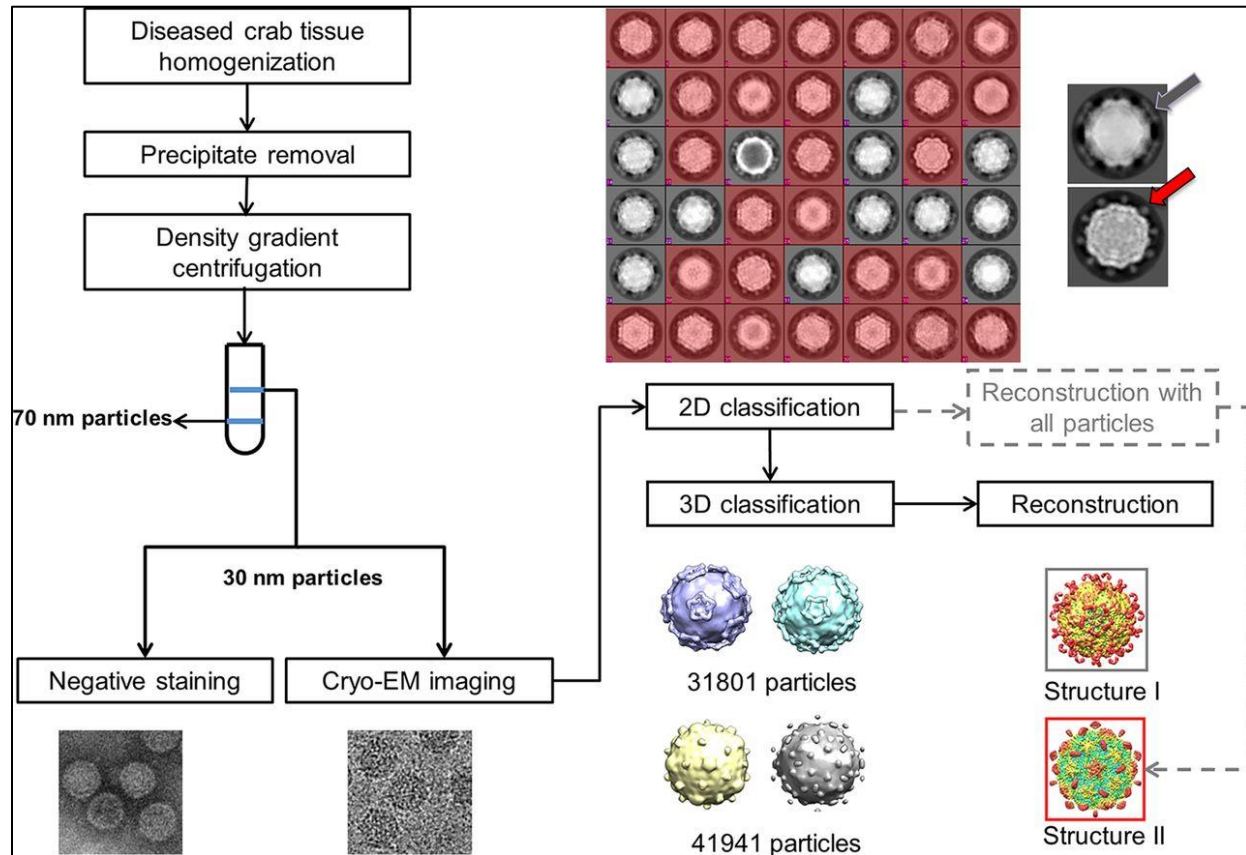 Diseased crab tissue
homogenization
Precipitate removal
Density gradient
centrifugation
70 nm particles
30 nm particles
Negative staining
Cryo-EM imaging
2D classification
Reconstruction with
all particles
3D classification
Reconstruction
31801 particles
41941 particles
Structure I
Structure II